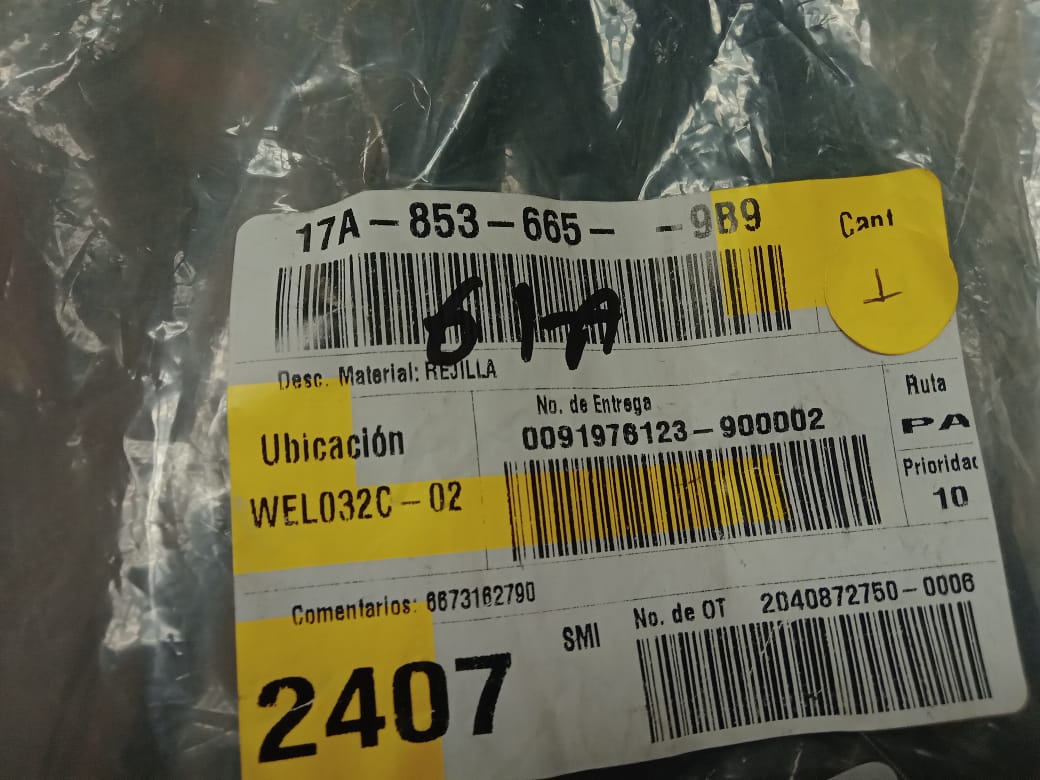 17A-853-665- -9B9
Cant
1
61A
Desc. Material: REJILLA
Ubicación
WEL032C-02
No. de Entrega
0091976123-900002
Ruta
PA
Prioridad
10
Comentarios: 6673162790
SMI
No. de OT 2040872750-0006
2407